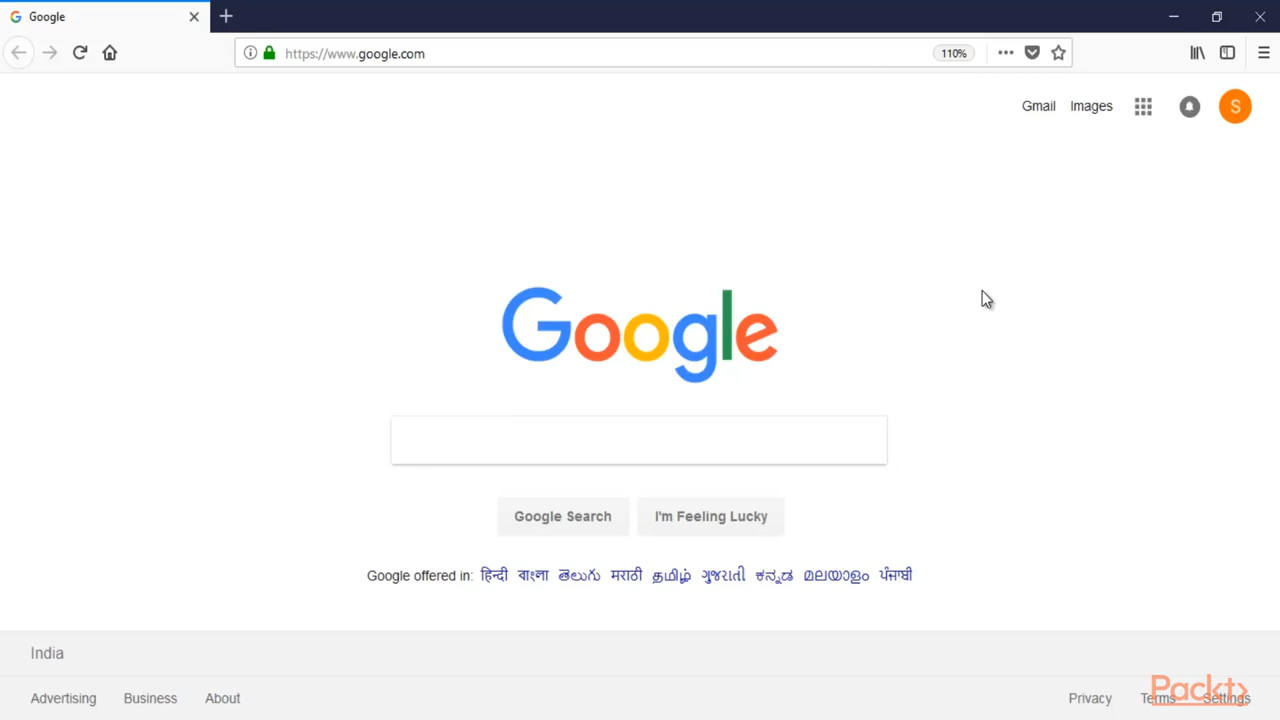 Google
https://www.google.com
110%
Gmail Images
S
Google
Google Search I'm Feeling Lucky
Google offered in: हिन्दी বাংলা తెలుగు मराठी தமிழ் ગુજરાતી ಕನ್ನಡ മലയാളം ਪੰਜਾਬੀ
India
Advertising Business About Privacy Terms Settings
Packt